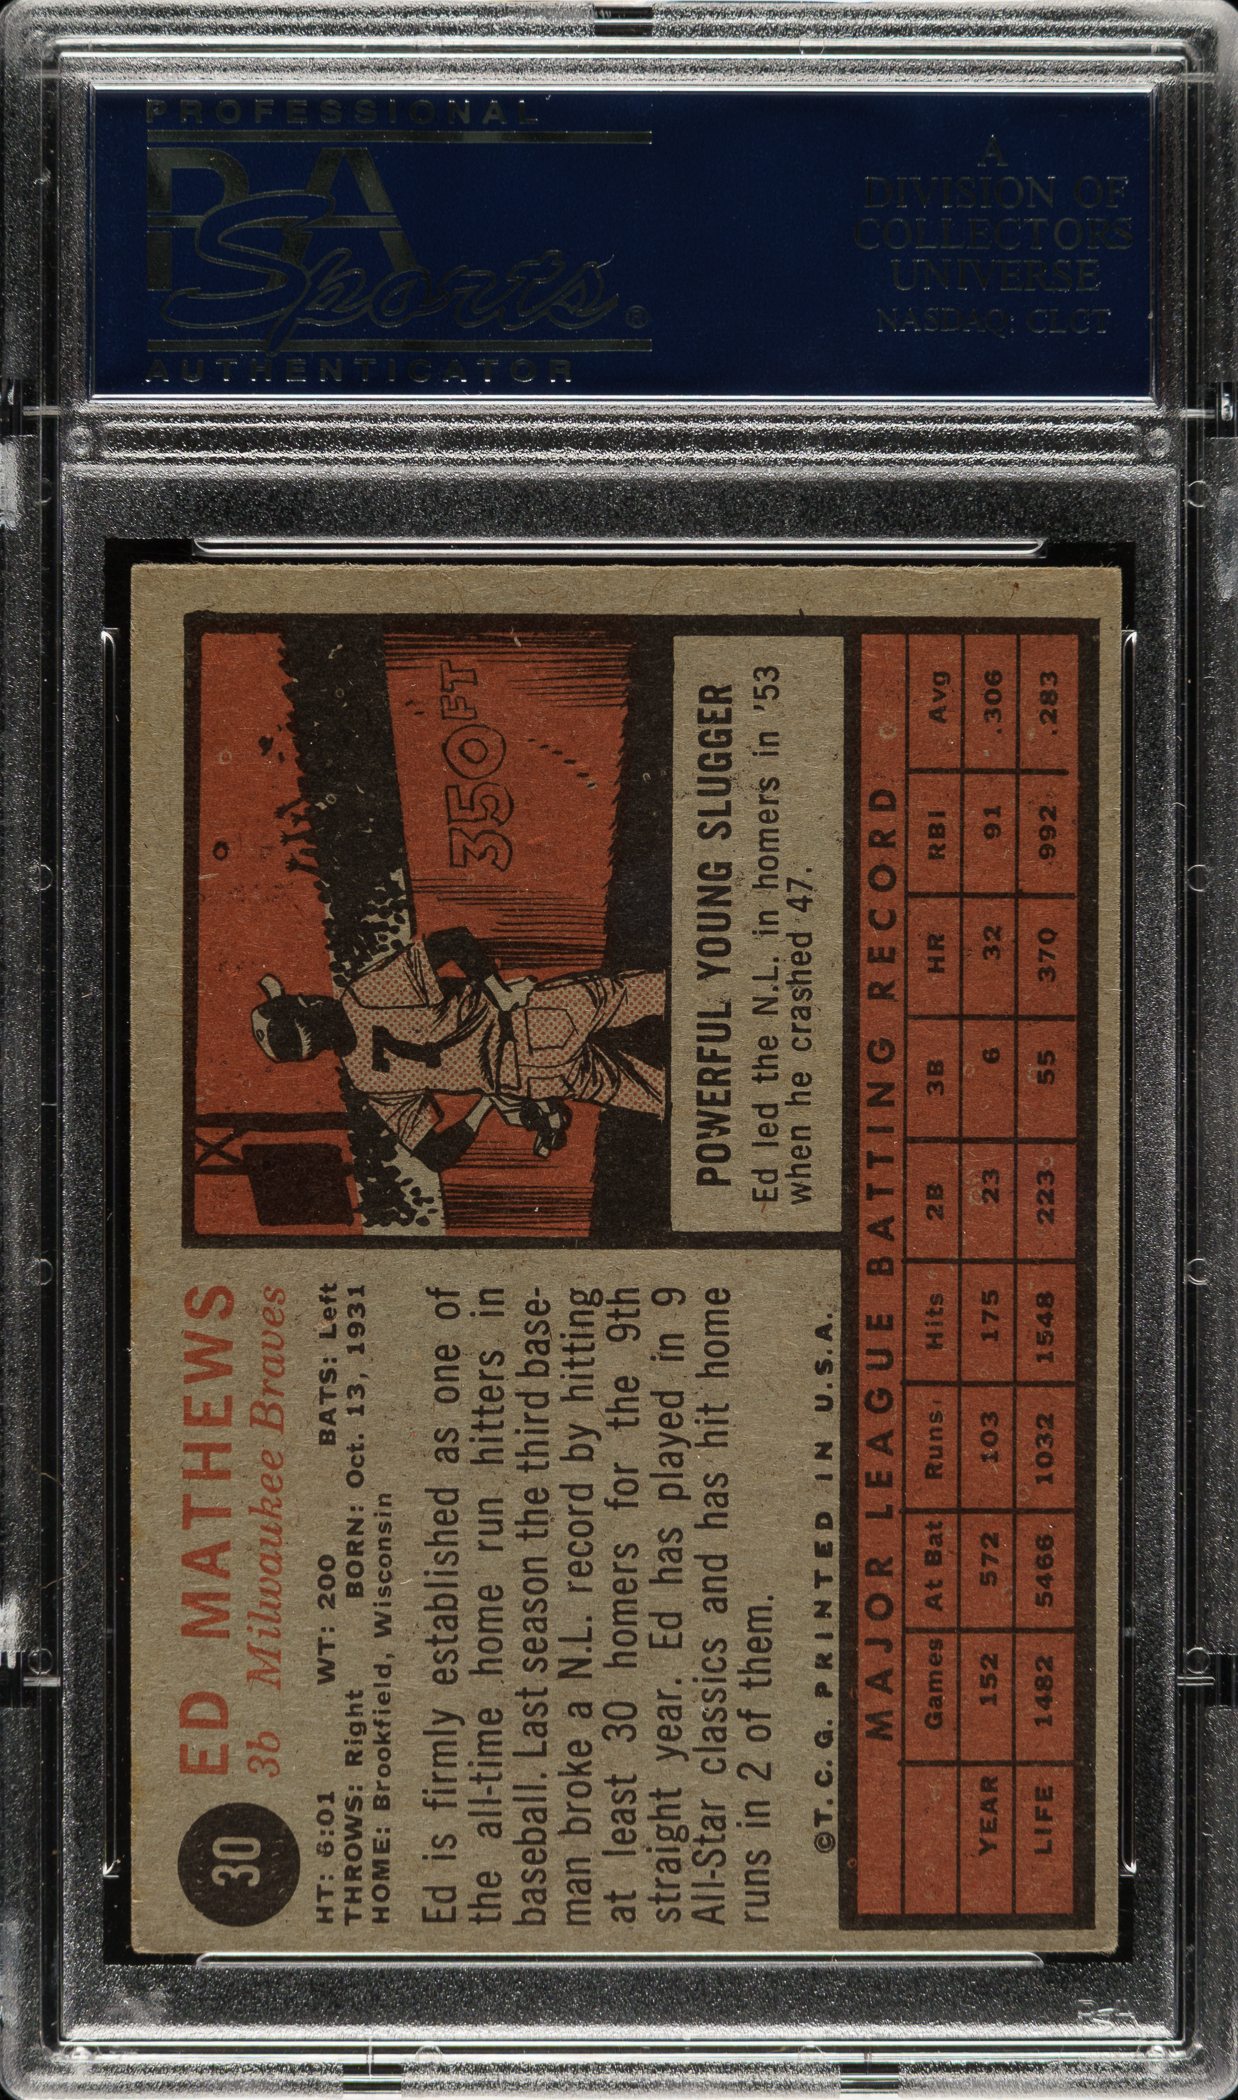 PROFESSIONAL
PSA
Sports®
AUTHENTICATOR
A
DIVISION OF
COLLECTORS
UNIVERSE
NASDAQ: CLCT
30
ED MATHEWS
3b Milwaukee Braves
HT: 6:01 WT: 200 BATS: Left
THROWS: Right BORN: Oct. 13, 1931
HOME: Brookfield, Wisconsin
Ed is firmly established as one of
the all-time home run hitters in
baseball. Last season the third base-
man broke a N.L. record by hitting
at least 30 homers for the 9th
straight year. Ed has played in 9
All-Star classics and has hit home
runs in 2 of them.
©T.C.G. PRINTED IN U.S.A.
350 FT
7
POWERFUL YOUNG SLUGGER
Ed led the N.L. in homers in '53
when he crashed 47.
MAJOR LEAGUE BATTING RECORD
Games At Bat Runs Hits 2B 3B HR RBI Avg
YEAR 152 572 103 175 23 6 32 91 .306
LIFE 1482 5466 1032 1548 223 55 370 992 .283
PSA